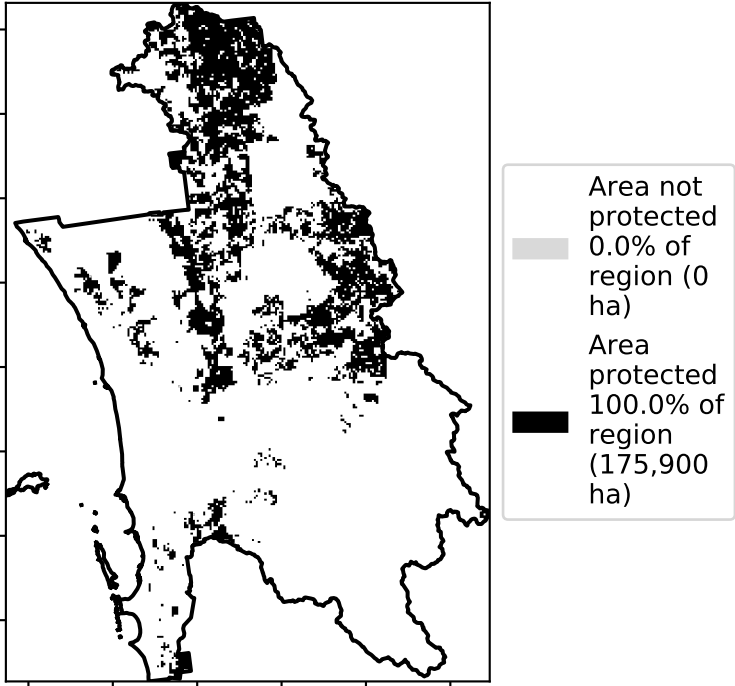 Area not
protected
0.0% of
region (0
ha)
Area
protected
100.0% of
region
(175,900
ha)